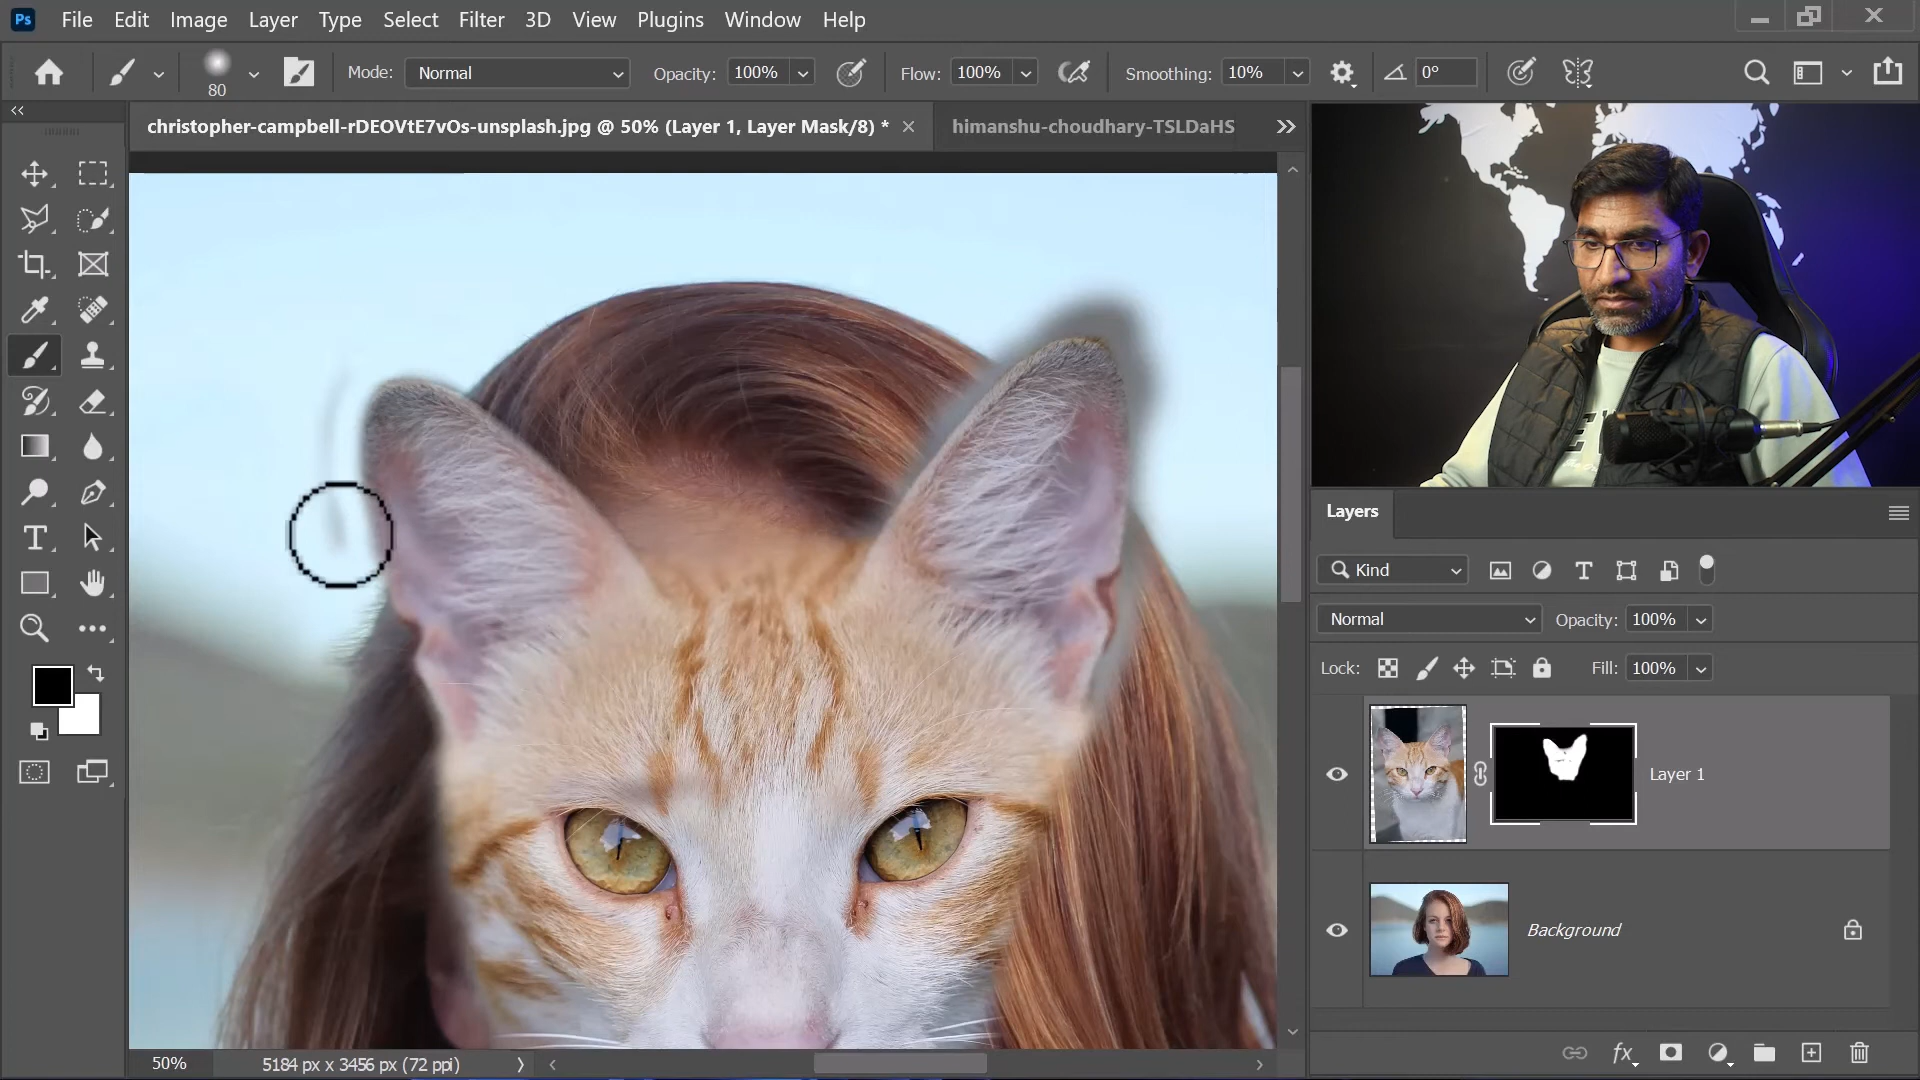 Ps File Edit Image Layer Type Select Filter 3D View Plugins Window Help
80 Mode: Normal Opacity: 100% Flow: 100% Smoothing: 10% 0°
christopher-campbell-rDEOVtE7vOs-unsplash.jpg @ 50% (Layer 1, Layer Mask/8) * himanshu-choudhary-TSLDaHS
Layers
Kind
Normal Opacity: 100%
Lock: Fill: 100%
Layer 1
Background
50% 5184 px x 3456 px (72 ppi)
fx